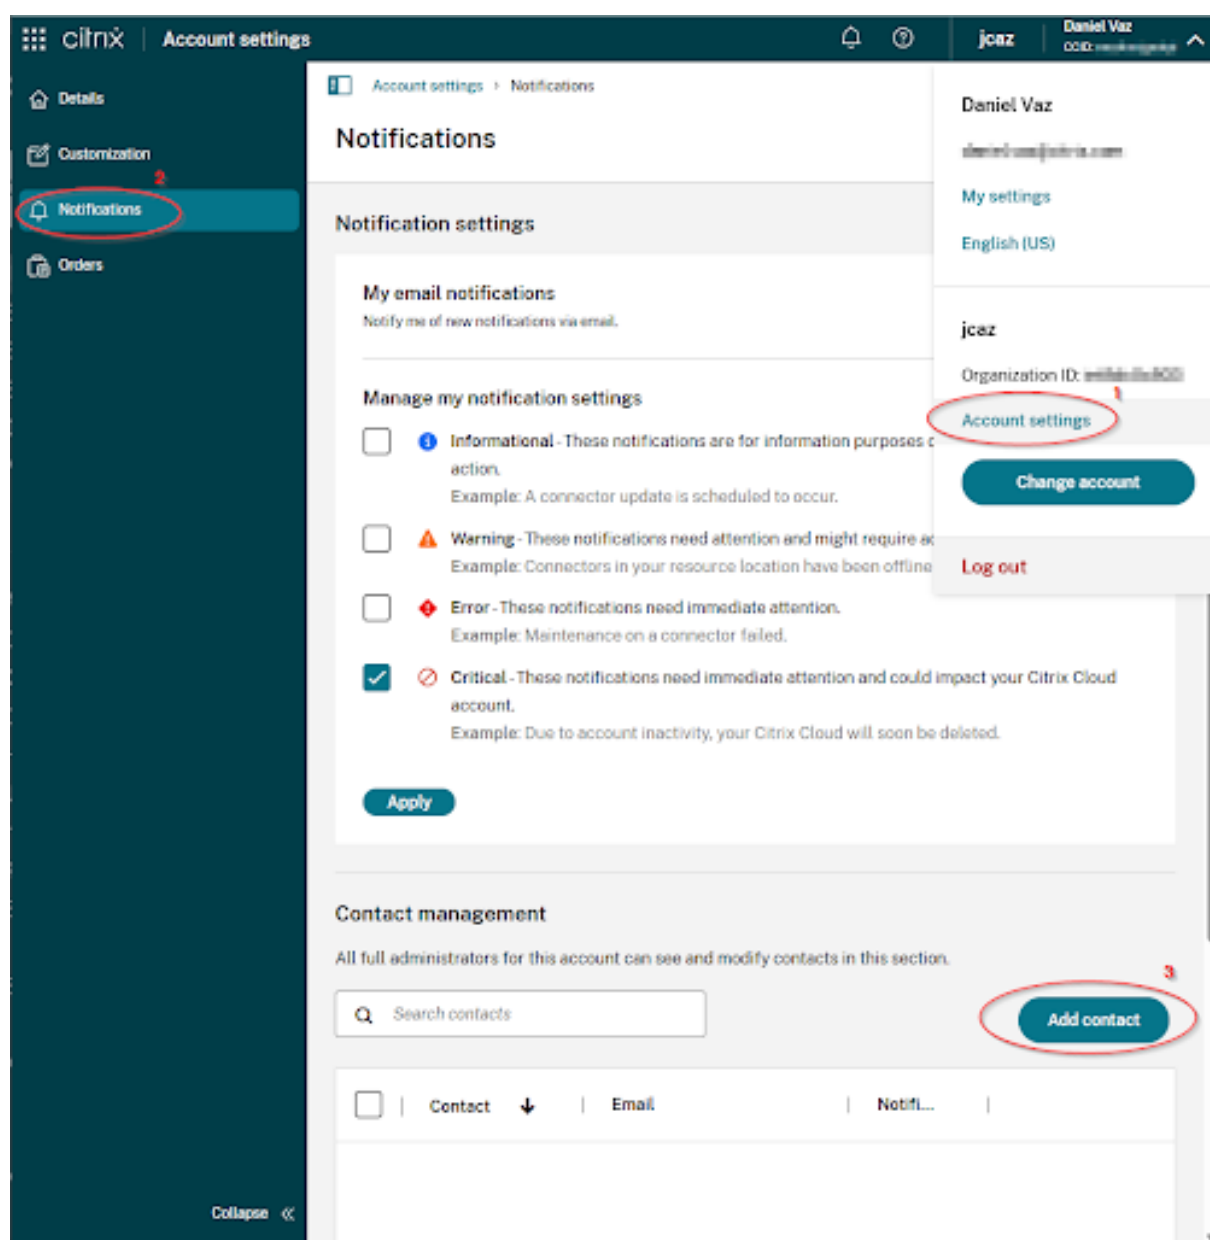 citrix Account settings
jcaz
Daniel Vaz
CCID:
Details
Customization
2
Notifications
Orders
Collapse
Account settings › Notifications
Notifications
Notification settings
My email notifications
Notify me of new notifications via email.
Manage my notification settings
Informational - These notifications are for information purposes
action.
Example: A connector update is scheduled to occur.
Warning - These notifications need attention and might require
Example: Connectors in your resource location have been offline
Error - These notifications need immediate attention.
Example: Maintenance on a connector failed.
Critical - These notifications need immediate attention and could impact your Citrix Cloud
account.
Example: Due to account inactivity, your Citrix Cloud will soon be deleted.
Apply
Daniel Vaz
My settings
English (US)
jcaz
Organization ID:
1
Account settings
Change account
Log out
Contact management
All full administrators for this account can see and modify contacts in this section.
3
Search contacts
Add contact
Contact
Email
Notifi...